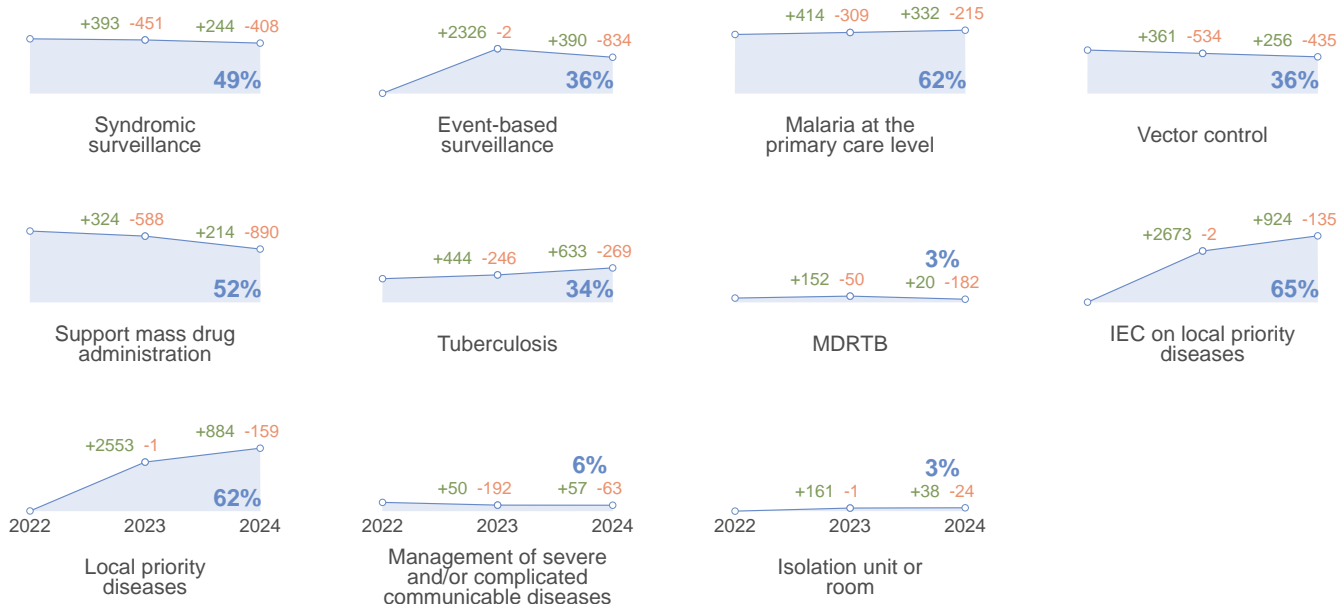 +393 -451 +244 -408
49%
Syndromic
surveillance
+2326 -2 +390 -834
36%
Event-based
surveillance
+414 -309 +332 -215
62%
Malaria at the
primary care level
+361 -534 +256 -435
36%
Vector control
+324 -588 +214 -890
52%
Support mass drug
administration
+444 -246 +633 -269
34%
Tuberculosis
3%
+152 -50 +20 -182
MDRTB
+2673 -2 +924 -135
65%
IEC on local priority
diseases
+2553 -1 +884 -159
62%
2022 2023 2024
Local priority
diseases
6%
+50 -192 +57 -63
2022 2023 2024
Management of severe
and/or complicated
communicable diseases
3%
+161 -1 +38 -24
2022 2023 2024
Isolation unit or
room